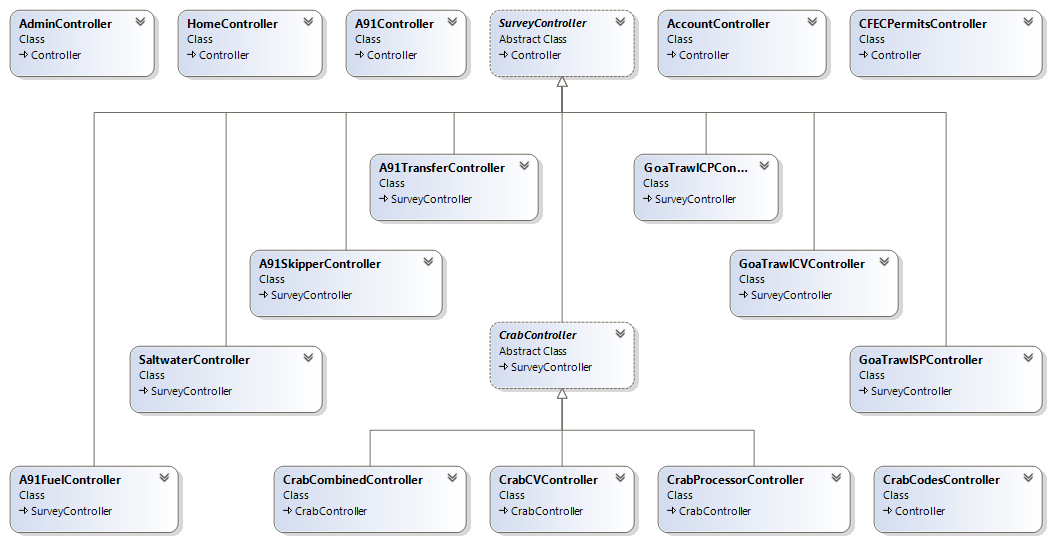 AdminController
Class
Controller
HomeController
Class
Controller
A91Controller
Class
Controller
SurveyController
Abstract Class
Controller
AccountController
Class
Controller
CFECPermitsController
Class
Controller
A91TransferController
Class
SurveyController
GoaTrawlCPCon...
Class
SurveyController
A91SkipperController
Class
SurveyController
GoaTrawlCVController
Class
SurveyController
CrabController
Abstract Class
SurveyController
SaltwaterController
Class
SurveyController
GoaTrawlSPController
Class
SurveyController
A91FuelController
Class
SurveyController
CrabCombinedController
Class
CrabController
CrabCVController
Class
CrabController
CrabProcessorController
Class
CrabController
CrabCodesController
Class
Controller